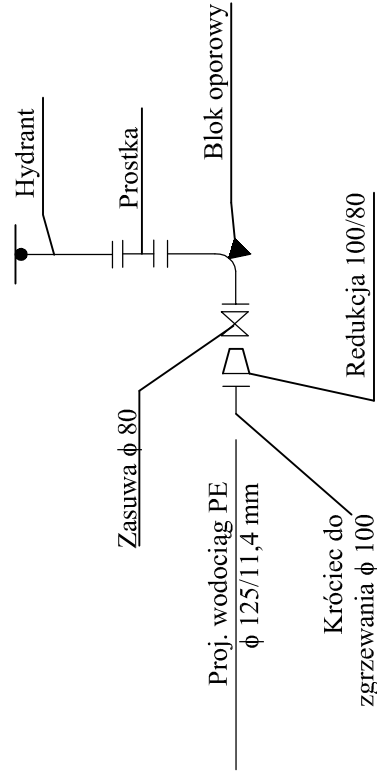 Hydrant
Prostka
Blok oporowy
Zasuwa ϕ 80
Redukcja 100/80
Proj. wodociąg PE
ϕ 125/11,4 mm
Króciec do
zgrzewania ϕ 100